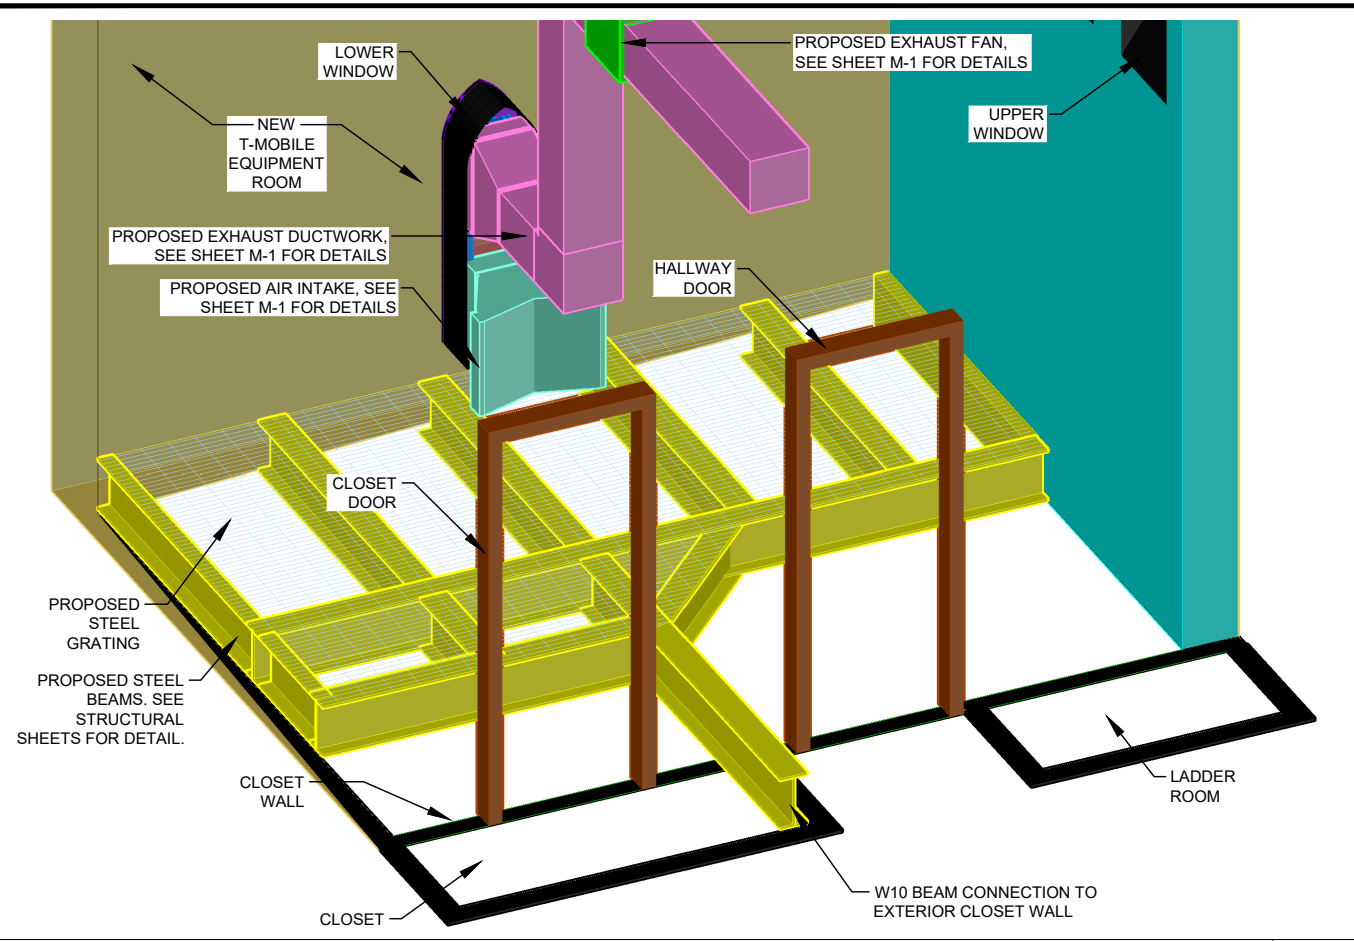 LOWER
WINDOW
PROPOSED EXHAUST FAN,
SEE SHEET M-1 FOR DETAILS
UPPER
WINDOW
NEW
T-MOBILE
EQUIPMENT
ROOM
PROPOSED EXHAUST DUCTWORK,
SEE SHEET M-1 FOR DETAILS
PROPOSED AIR INTAKE, SEE
SHEET M-1 FOR DETAILS
HALLWAY
DOOR
CLOSET
DOOR
PROPOSED
STEEL
GRATING
PROPOSED STEEL
BEAMS. SEE
STRUCTURAL
SHEETS FOR DETAIL.
CLOSET
WALL
LADDER
ROOM
CLOSET
W10 BEAM CONNECTION TO
EXTERIOR CLOSET WALL